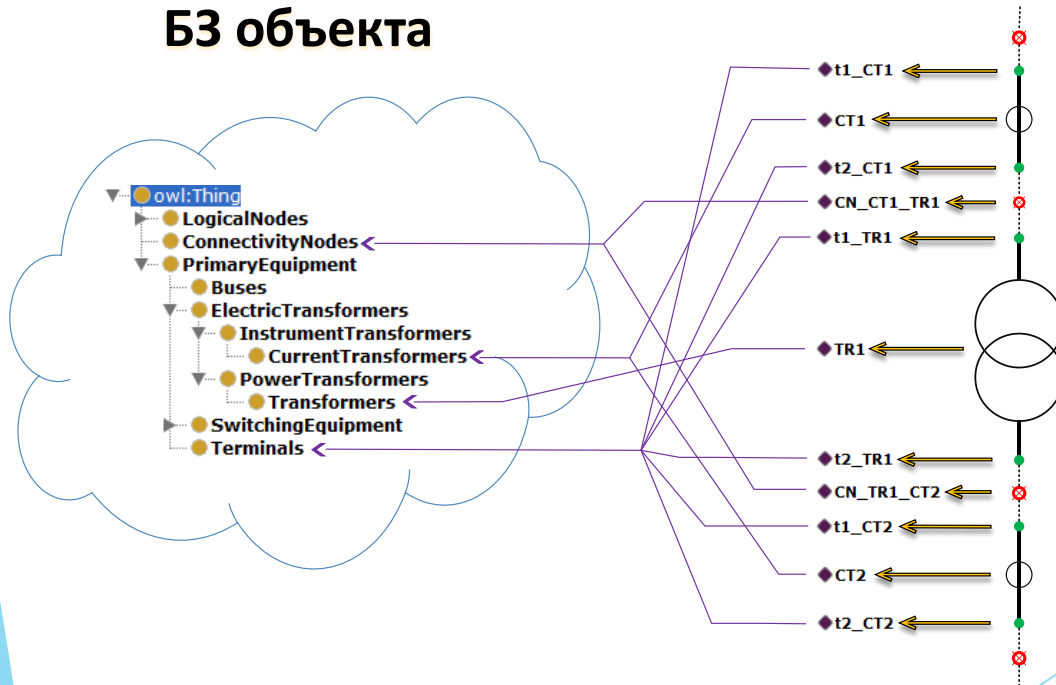 БЗ объекта
owl:Thing
LogicalNodes
ConnectivityNodes
PrimaryEquipment
Buses
ElectricTransformers
InstrumentTransformers
CurrentTransformers
PowerTransformers
Transformers
SwitchingEquipment
Terminals
t1_CT1
CT1
t2_CT1
CN_CT1_TR1
t1_TR1
TR1
t2_TR1
CN_TR1_CT2
t1_CT2
CT2
t2_CT2